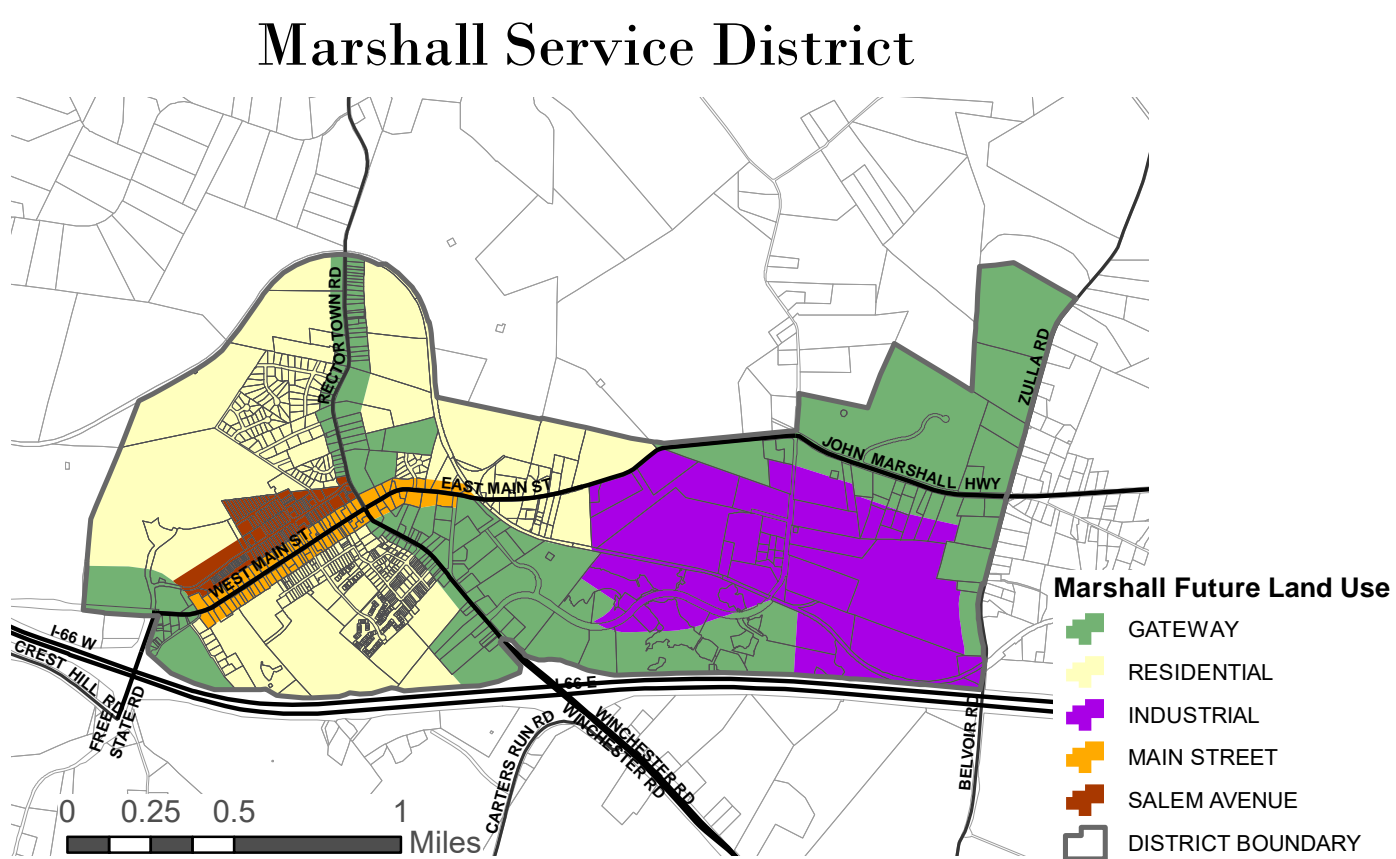 Marshall Service District
RECTORTOWN RD
ZULLA RD
JOHN MARSHALL HWY
EAST MAIN ST
WEST MAIN ST
I-66 W
CREST HILL RD
FREE
STATE RD
I-66 E
WINCHESTER RD
WINCHESTER RD
CARTERS RUN RD
BELVOIR RD
Marshall Future Land Use
GATEWAY
RESIDENTIAL
INDUSTRIAL
MAIN STREET
SALEM AVENUE
DISTRICT BOUNDARY
0 0.25 0.5 1
Miles